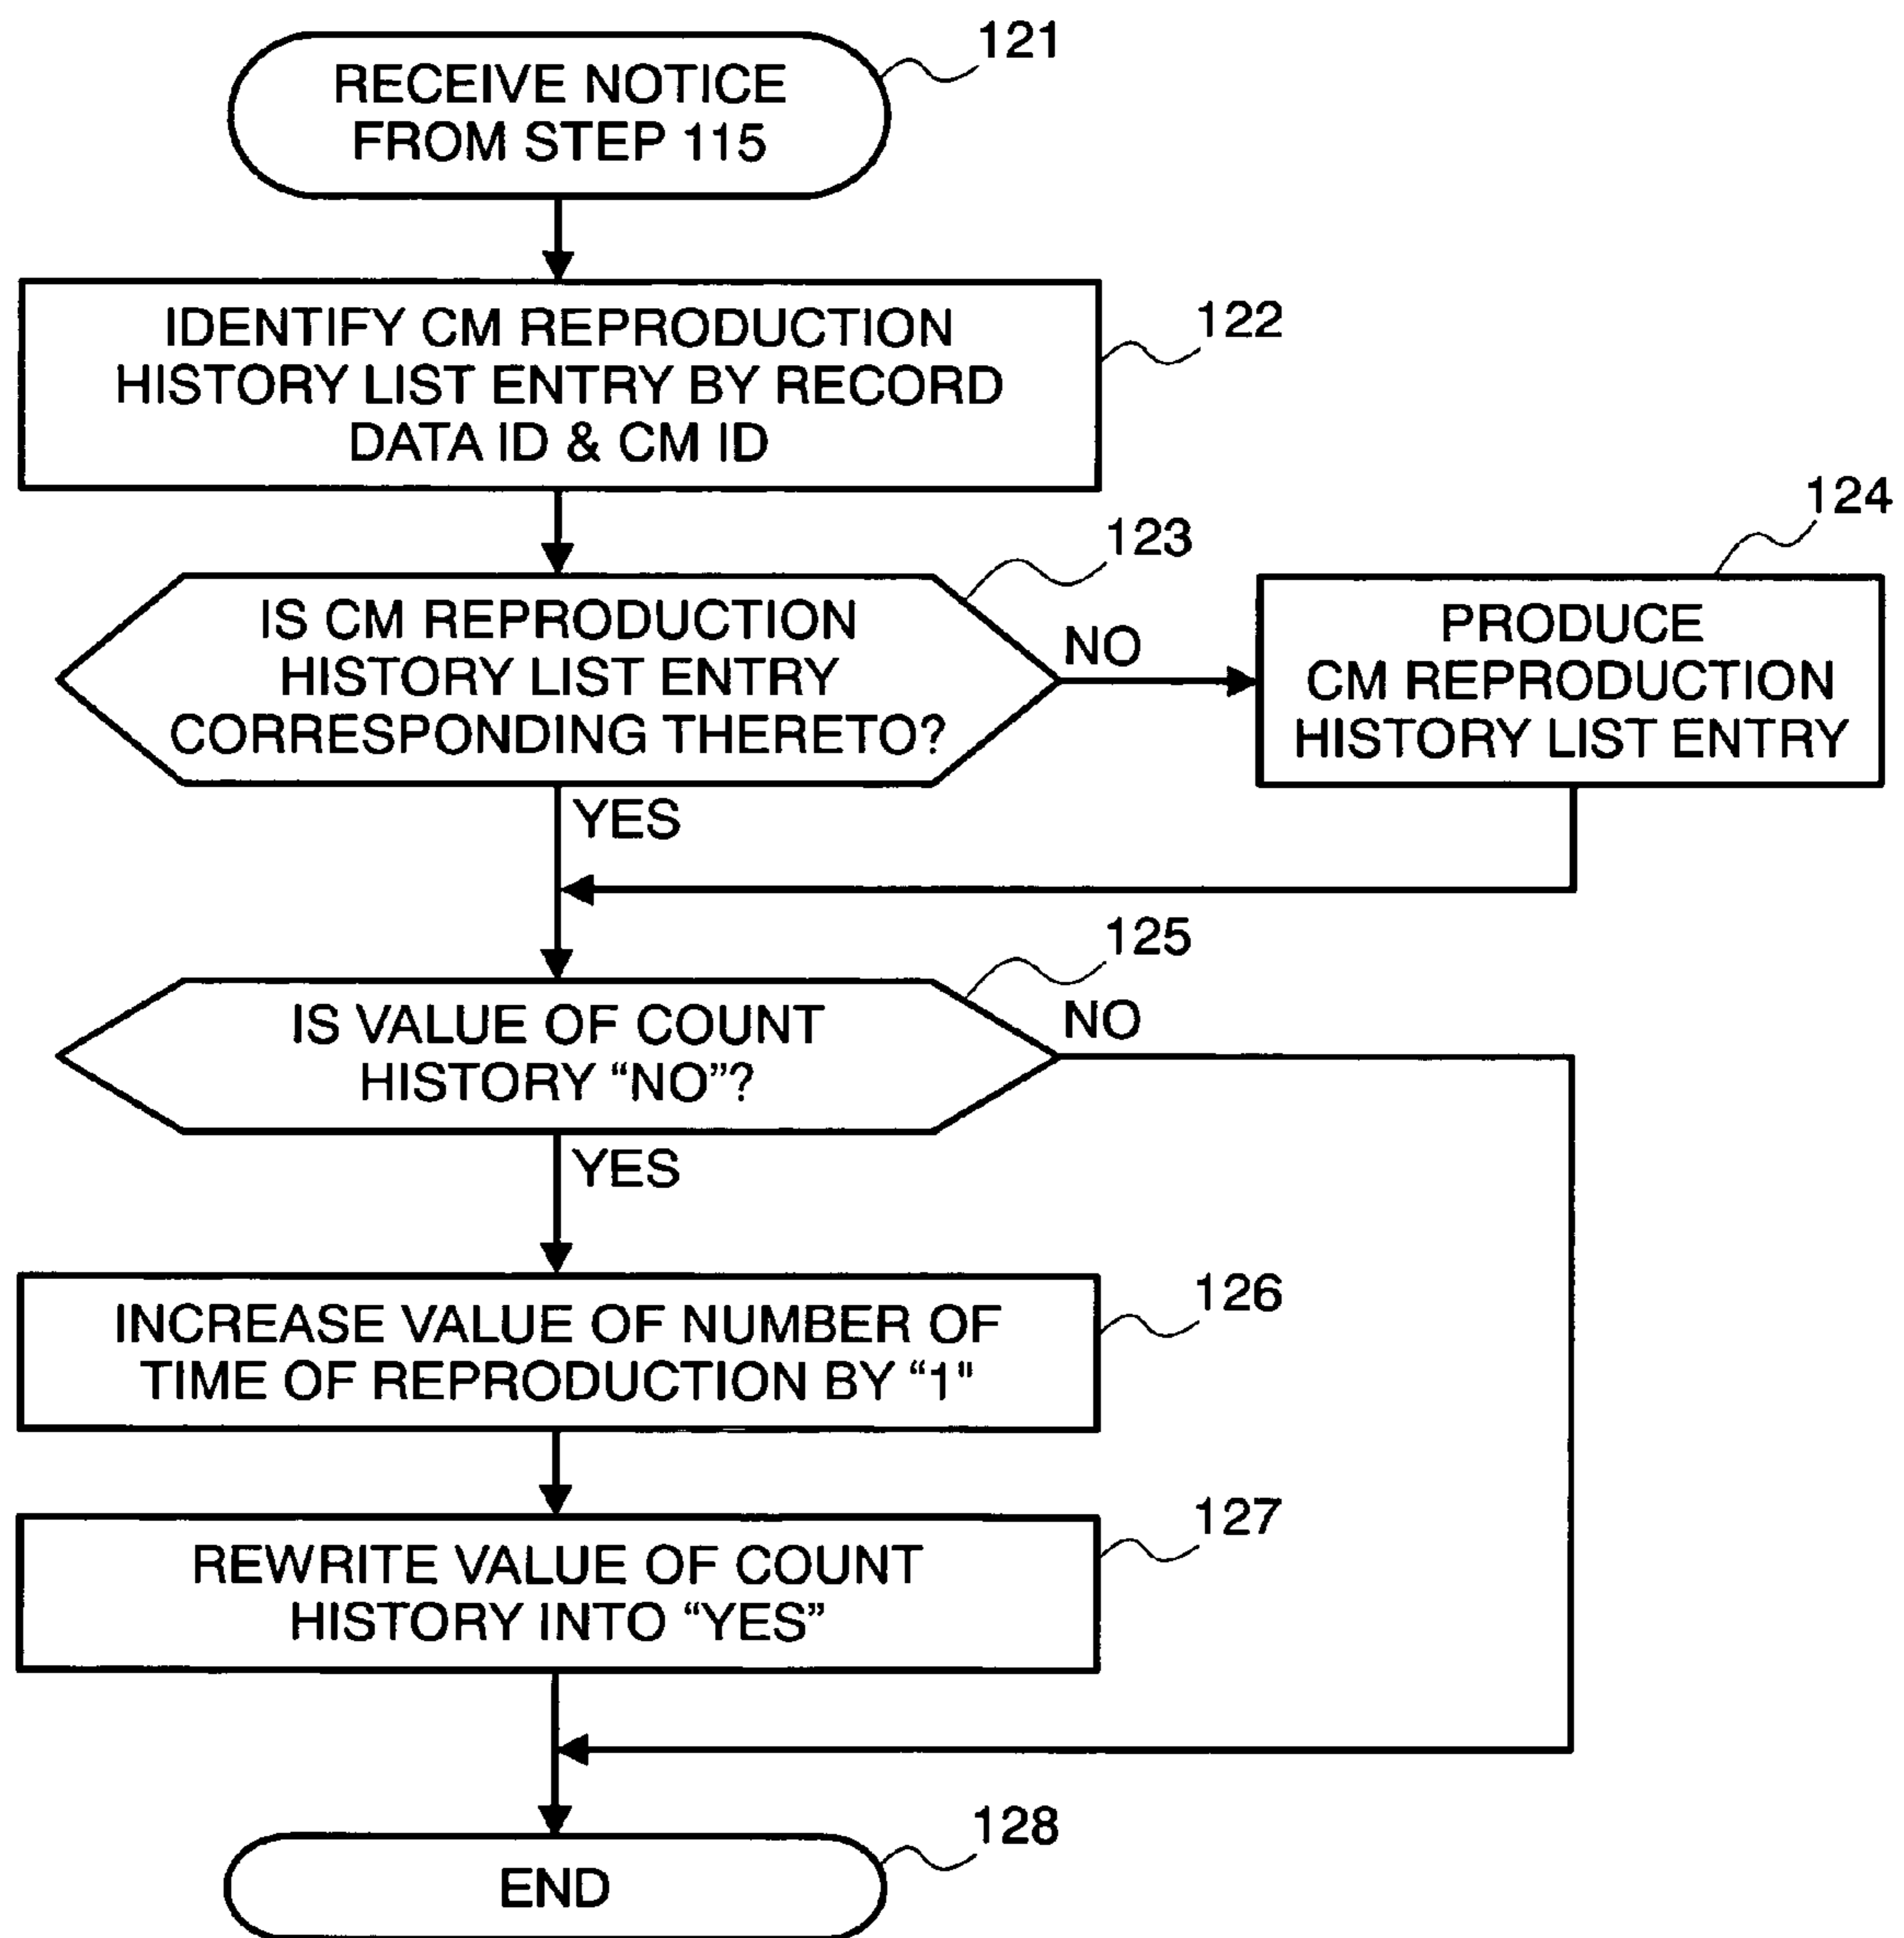 121
RECEIVE NOTICE
FROM STEP 115
122
IDENTIFY CM REPRODUCTION
HISTORY LIST ENTRY BY RECORD
DATA ID & CM ID
123
IS CM REPRODUCTION
HISTORY LIST ENTRY
CORRESPONDING THERETO?
NO
124
PRODUCE
CM REPRODUCTION
HISTORY LIST ENTRY
YES
125
IS VALUE OF COUNT
HISTORY “NO”?
NO
YES
126
INCREASE VALUE OF NUMBER OF
TIME OF REPRODUCTION BY “1"
127
REWRITE VALUE OF COUNT
HISTORY INTO “YES”
128
END